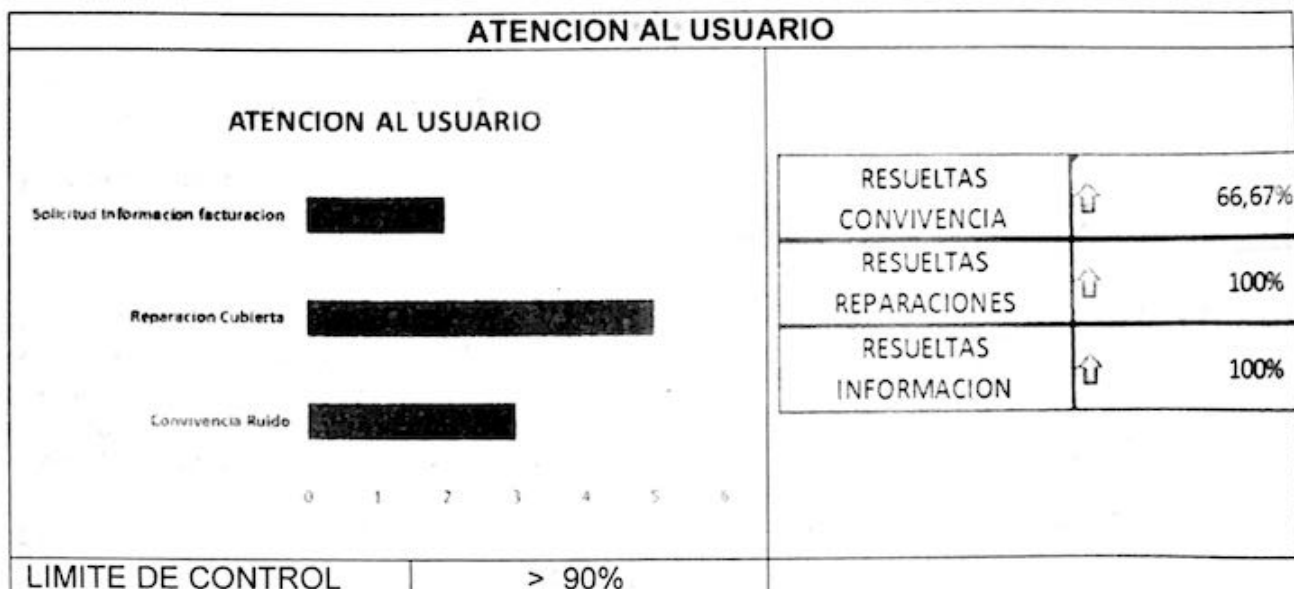 ATENCION AL USUARIO
ATENCION AL USUARIO
Solicitud Informacion facturacion
Reparacion Cubierta
Convivencia Ruido
0 1 2 3 4 5 6
RESUELTAS
CONVIVENCIA
66,67%
RESUELTAS
REPARACIONES
100%
RESUELTAS
INFORMACION
100%
LIMITE DE CONTROL
> 90%